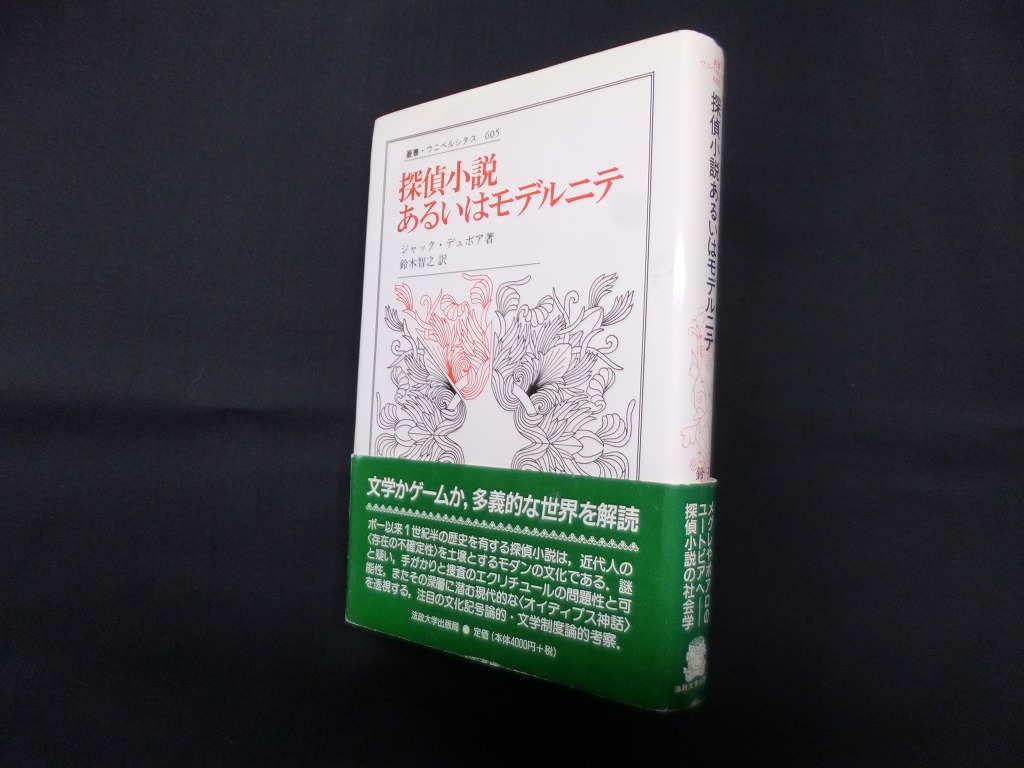 叢書・ウニベルシタス 605
探偵小説
あるいはモデルニテ
ジャック・デュボア著
鈴木智之訳
文学かゲームか，多義的な世界を解読
ポー以来1世紀半の歴史を有する探偵小説は，近代人の
〈存在の不確定性〉を土壌とするモダンの文化である．謎
と疑い，手がかりと捜査のエクリチュールの問題性と可
能性，またその深層に潜む現代的な〈オイディプス神話〉
を透視する，注目の文化記号論的・文学制度論的考察．
法政大学出版局 ● 定価（本体4000円＋税）
探偵小説あるいはモデルニテ
探偵小説の社会学
法政大学